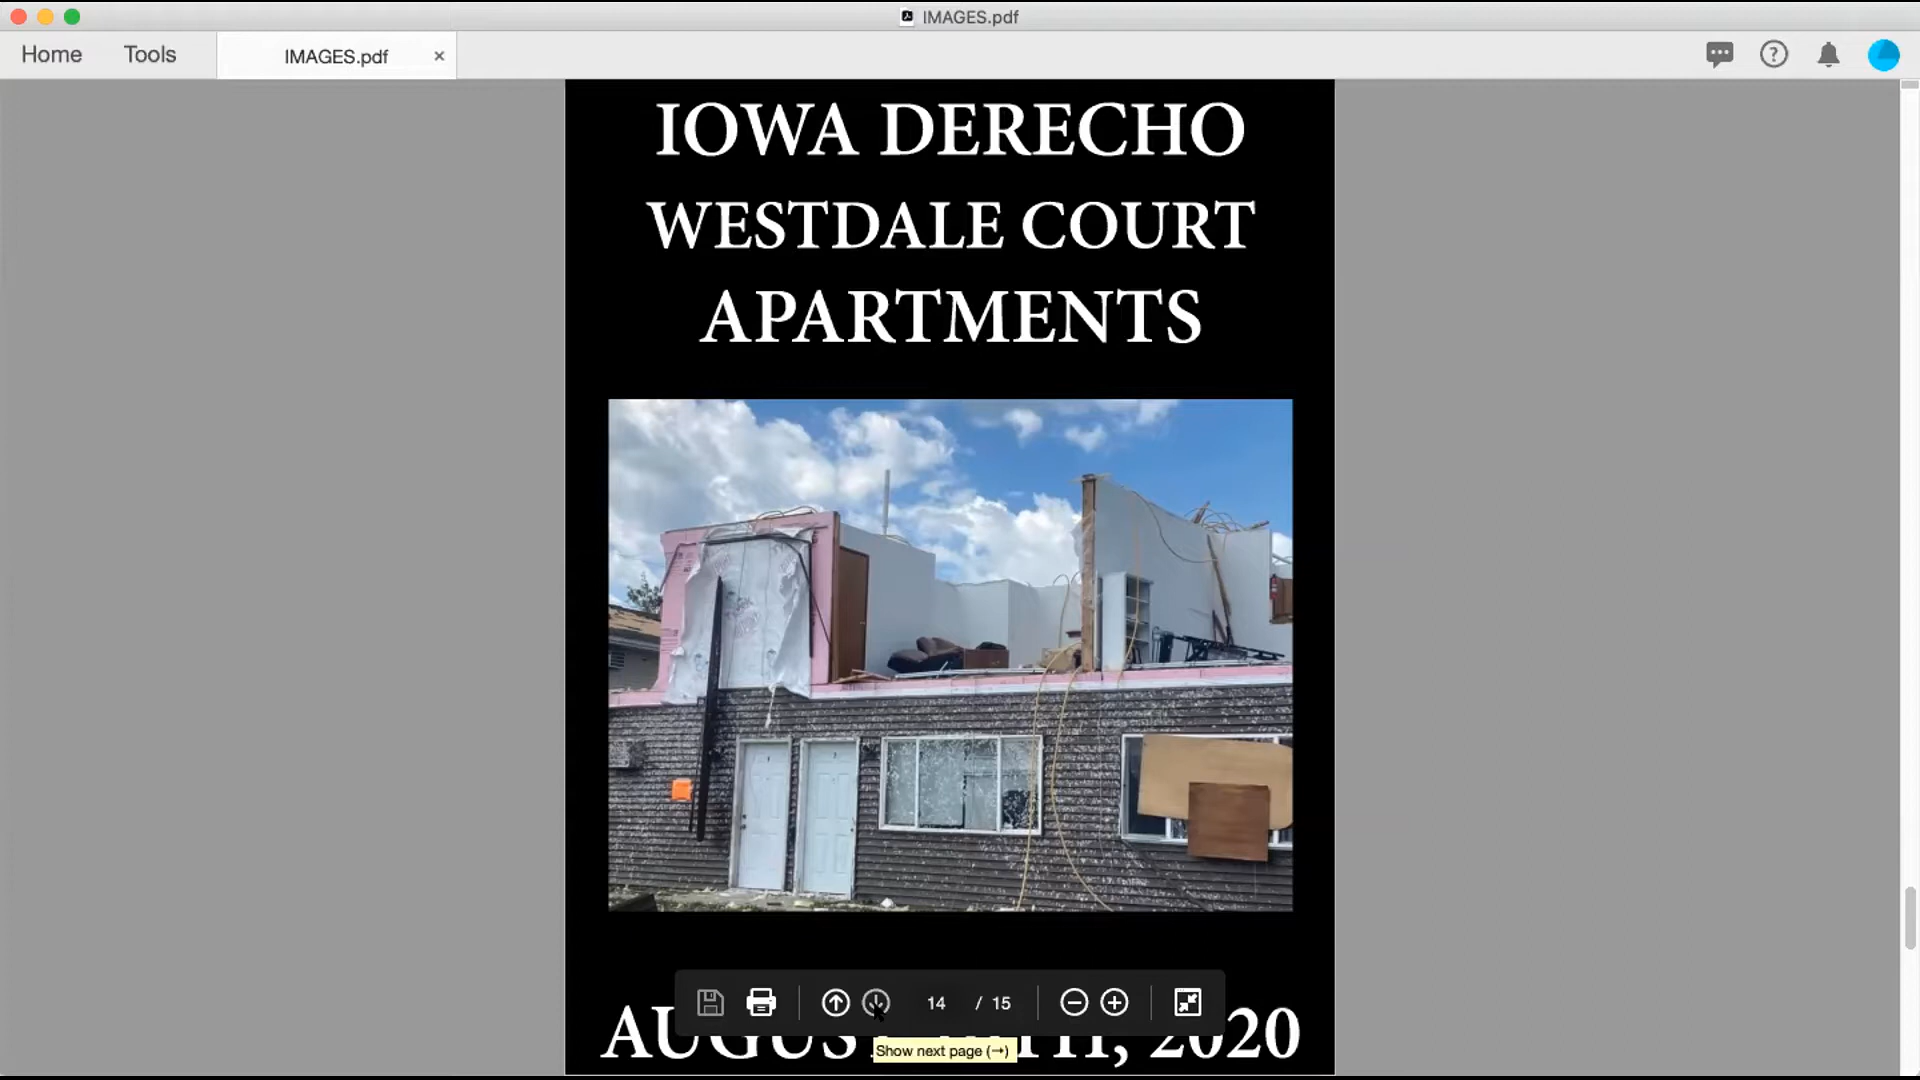 IMAGES.pdf
Home
Tools
IMAGES.pdf
IOWA DERECHO
WESTDALE COURT
APARTMENTS
14 / 15
2020
Show next page (→)